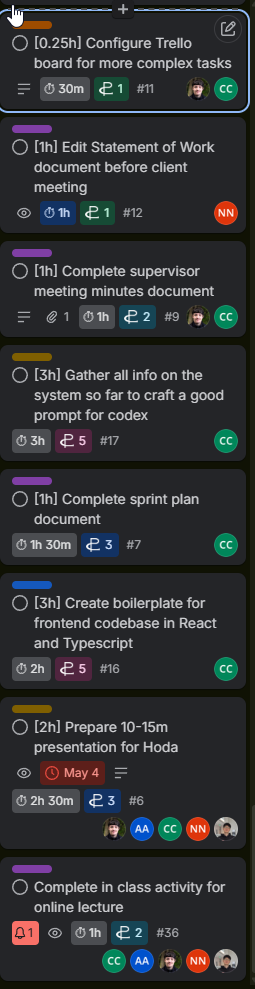 [0.25h] Configure Trello
board for more complex tasks
30m 1 #11 CC
[1h] Edit Statement of Work
document before client
meeting
1h 1 #12 NN
[1h] Complete supervisor
meeting minutes document
1 1h 2 #9 CC
[3h] Gather all info on the
system so far to craft a good
prompt for codex
3h 5 #17 CC
[1h] Complete sprint plan
document
1h 30m 3 #7 CC
[3h] Create boilerplate for
frontend codebase in React
and Typescript
2h 5 #16 CC
[2h] Prepare 10-15m
presentation for Hoda
May 4
2h 30m 3 #6
AA CC NN
Complete in class activity for
online lecture
1 1h 2 #36
CC AA NN